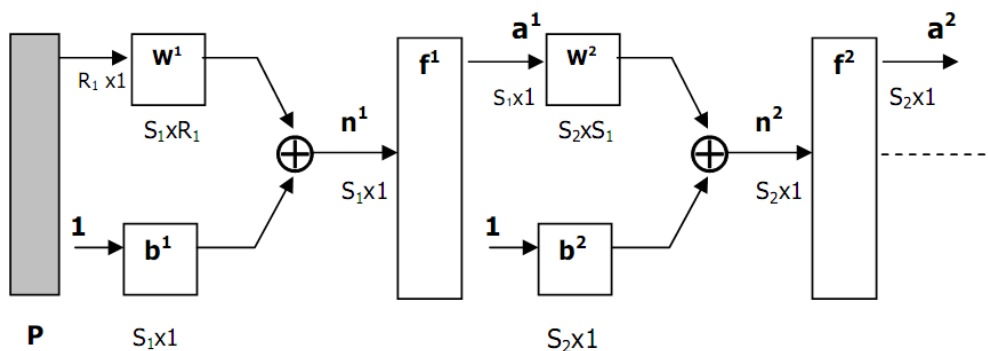 a¹ a²
w¹ f¹ w² f²
R₁ x1 S₁x1 S₂x1
S₁xR₁ n¹ S₂xS₁ n²
S₁x1 S₂x1
1 b¹ 1 b²
P S₁x1 S₂x1